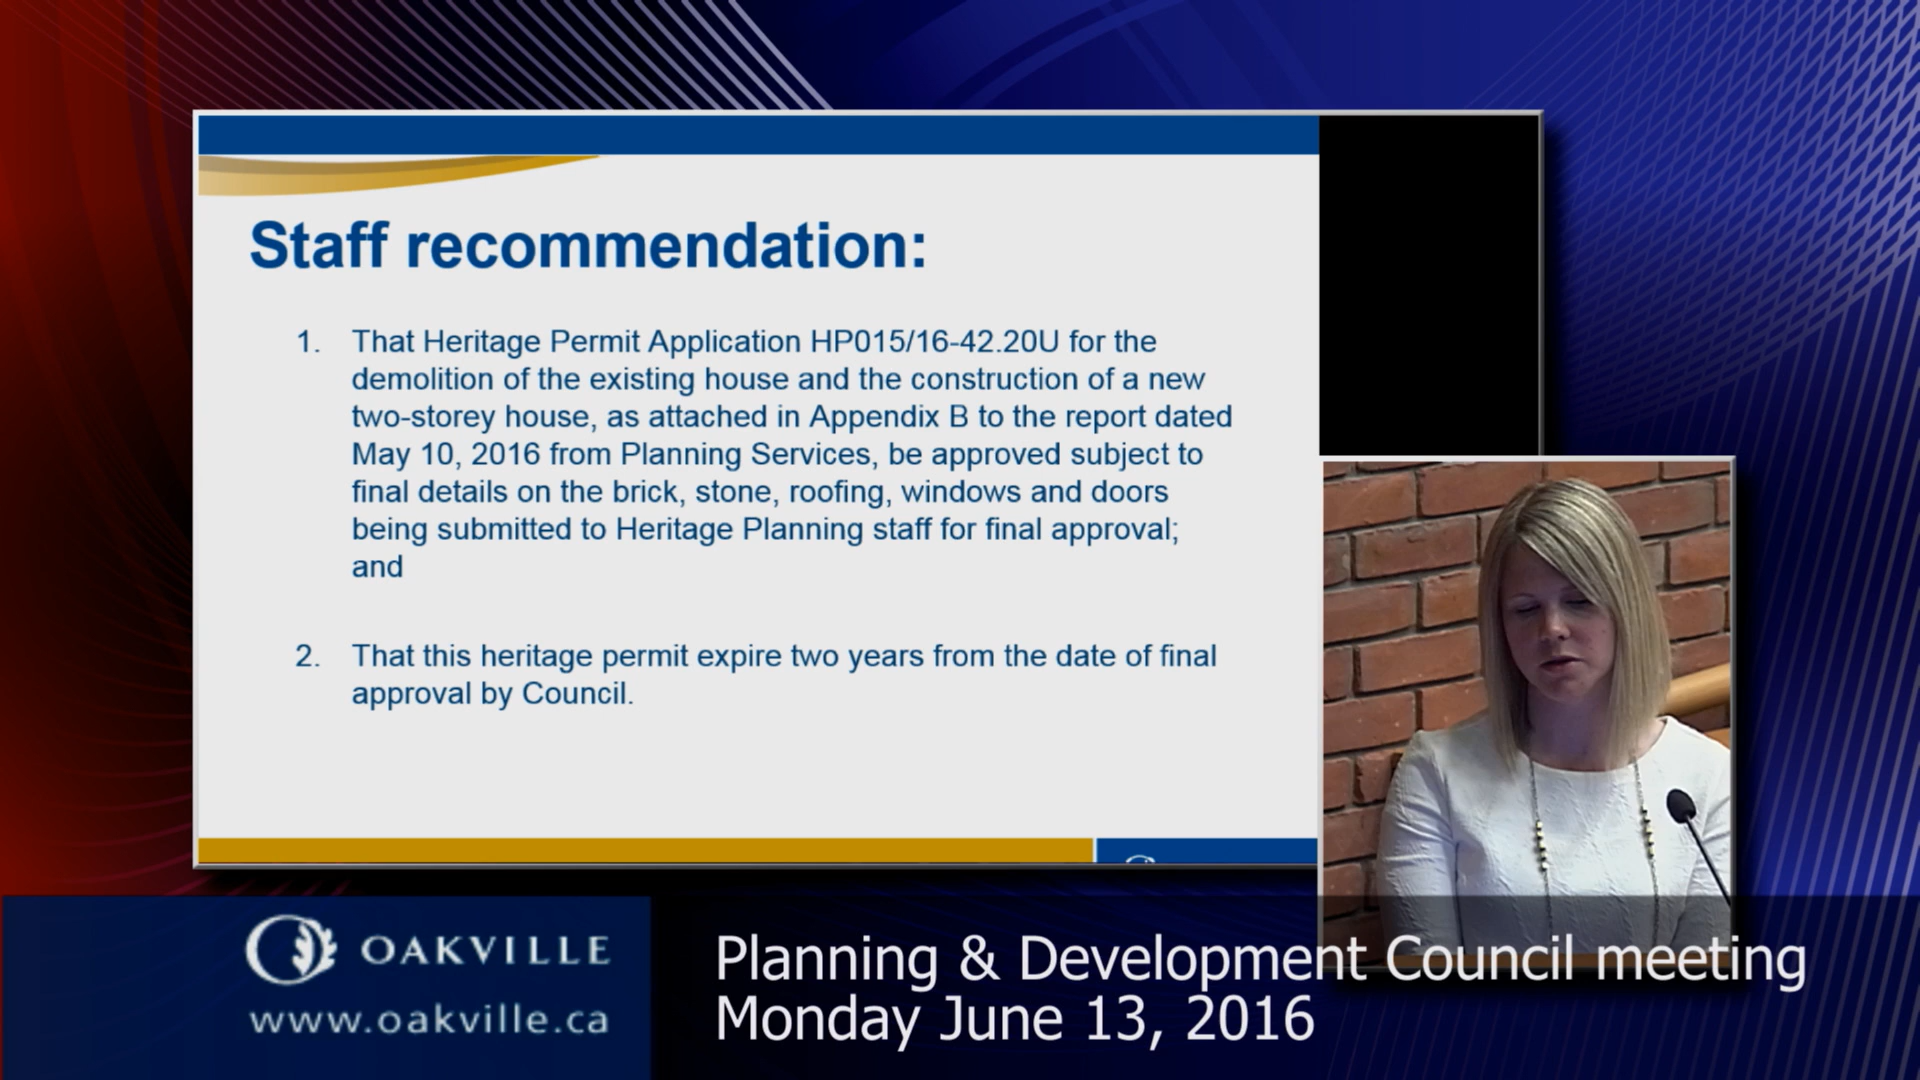 Staff recommendation:
1. That Heritage Permit Application HP015/16-42.20U for the
demolition of the existing house and the construction of a new
two-storey house, as attached in Appendix B to the report dated
May 10, 2016 from Planning Services, be approved subject to
final details on the brick, stone, roofing, windows and doors
being submitted to Heritage Planning staff for final approval;
and
2. That this heritage permit expire two years from the date of final
approval by Council.
OAKVILLE
www.oakville.ca
Planning & Development Council meeting
Monday June 13, 2016